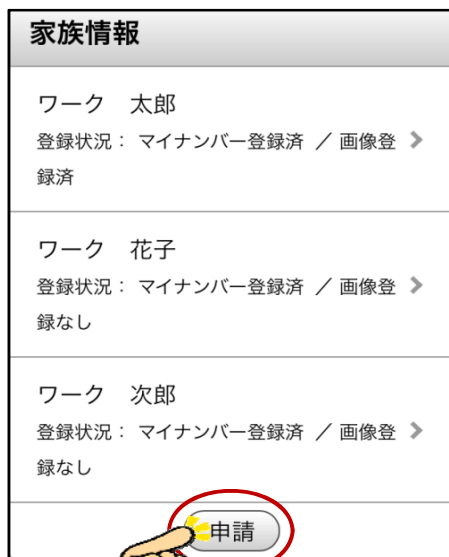 家族情報
ワーク　太郎
登録状況： マイナンバー登録済 ／ 画像登
録済
ワーク　花子
登録状況： マイナンバー登録済 ／ 画像登
録なし
ワーク　次郎
登録状況： マイナンバー登録済 ／ 画像登
録なし
申請